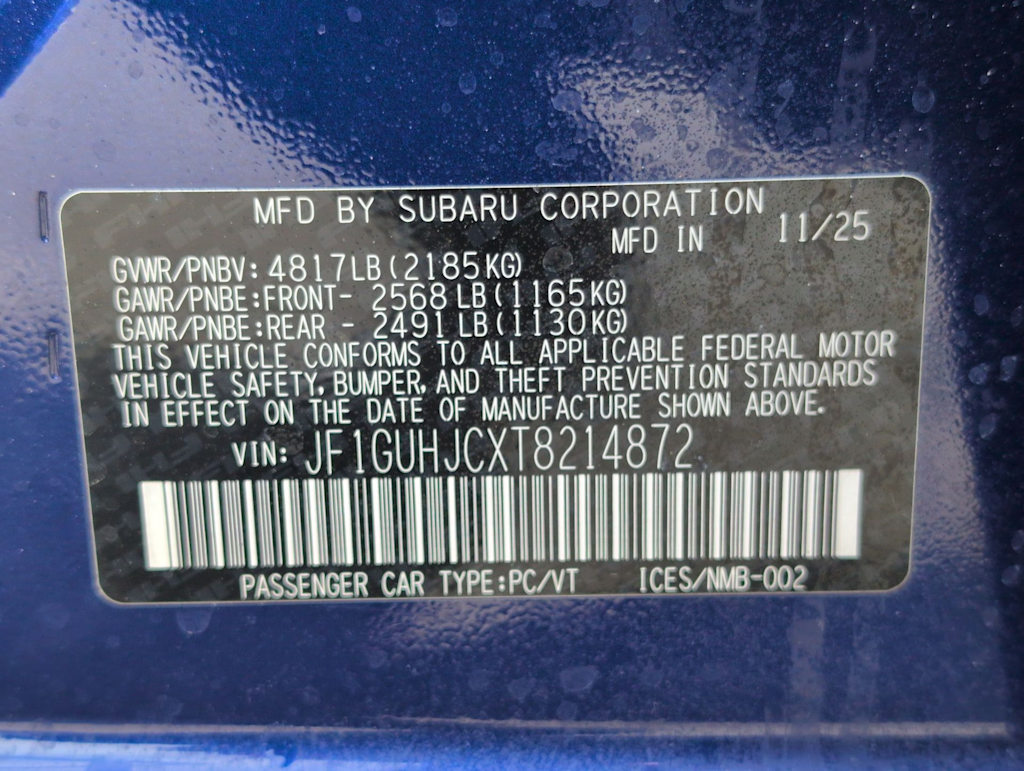 MFD BY SUBARU CORPORATION
MFD IN 11/25
GVWR/PNBV: 4817LB(2185KG)
GAWR/PNBE:FRONT- 2568 LB(1165KG)
GAWR/PNBE:REAR - 2491 LB(1130KG)
THIS VEHICLE CONFORMS TO ALL APPLICABLE FEDERAL MOTOR
VEHICLE SAFETY, BUMPER, AND THEFT PREVENTION STANDARDS
IN EFFECT ON THE DATE OF MANUFACTURE SHOWN ABOVE.
VIN: JF1GUHJCXT8214872
PASSENGER CAR TYPE:PC/VT ICES/NMB-002